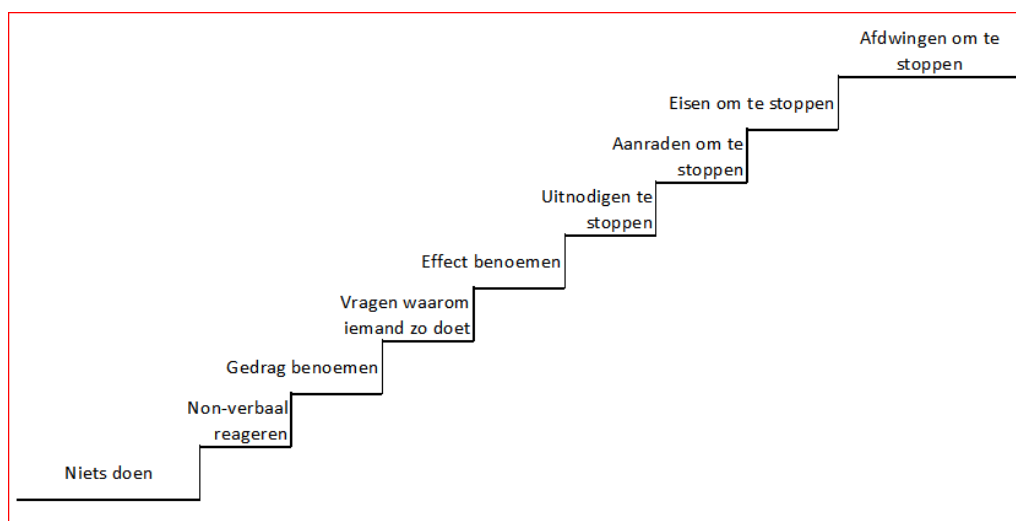 Afdwingen om te
stoppen
Eisen om te stoppen
Aanraden om te
stoppen
Uitnodigen te
stoppen
Effect benoemen
Vragen waarom
iemand zo doet
Gedrag benoemen
Non-verbaal
reageren
Niets doen